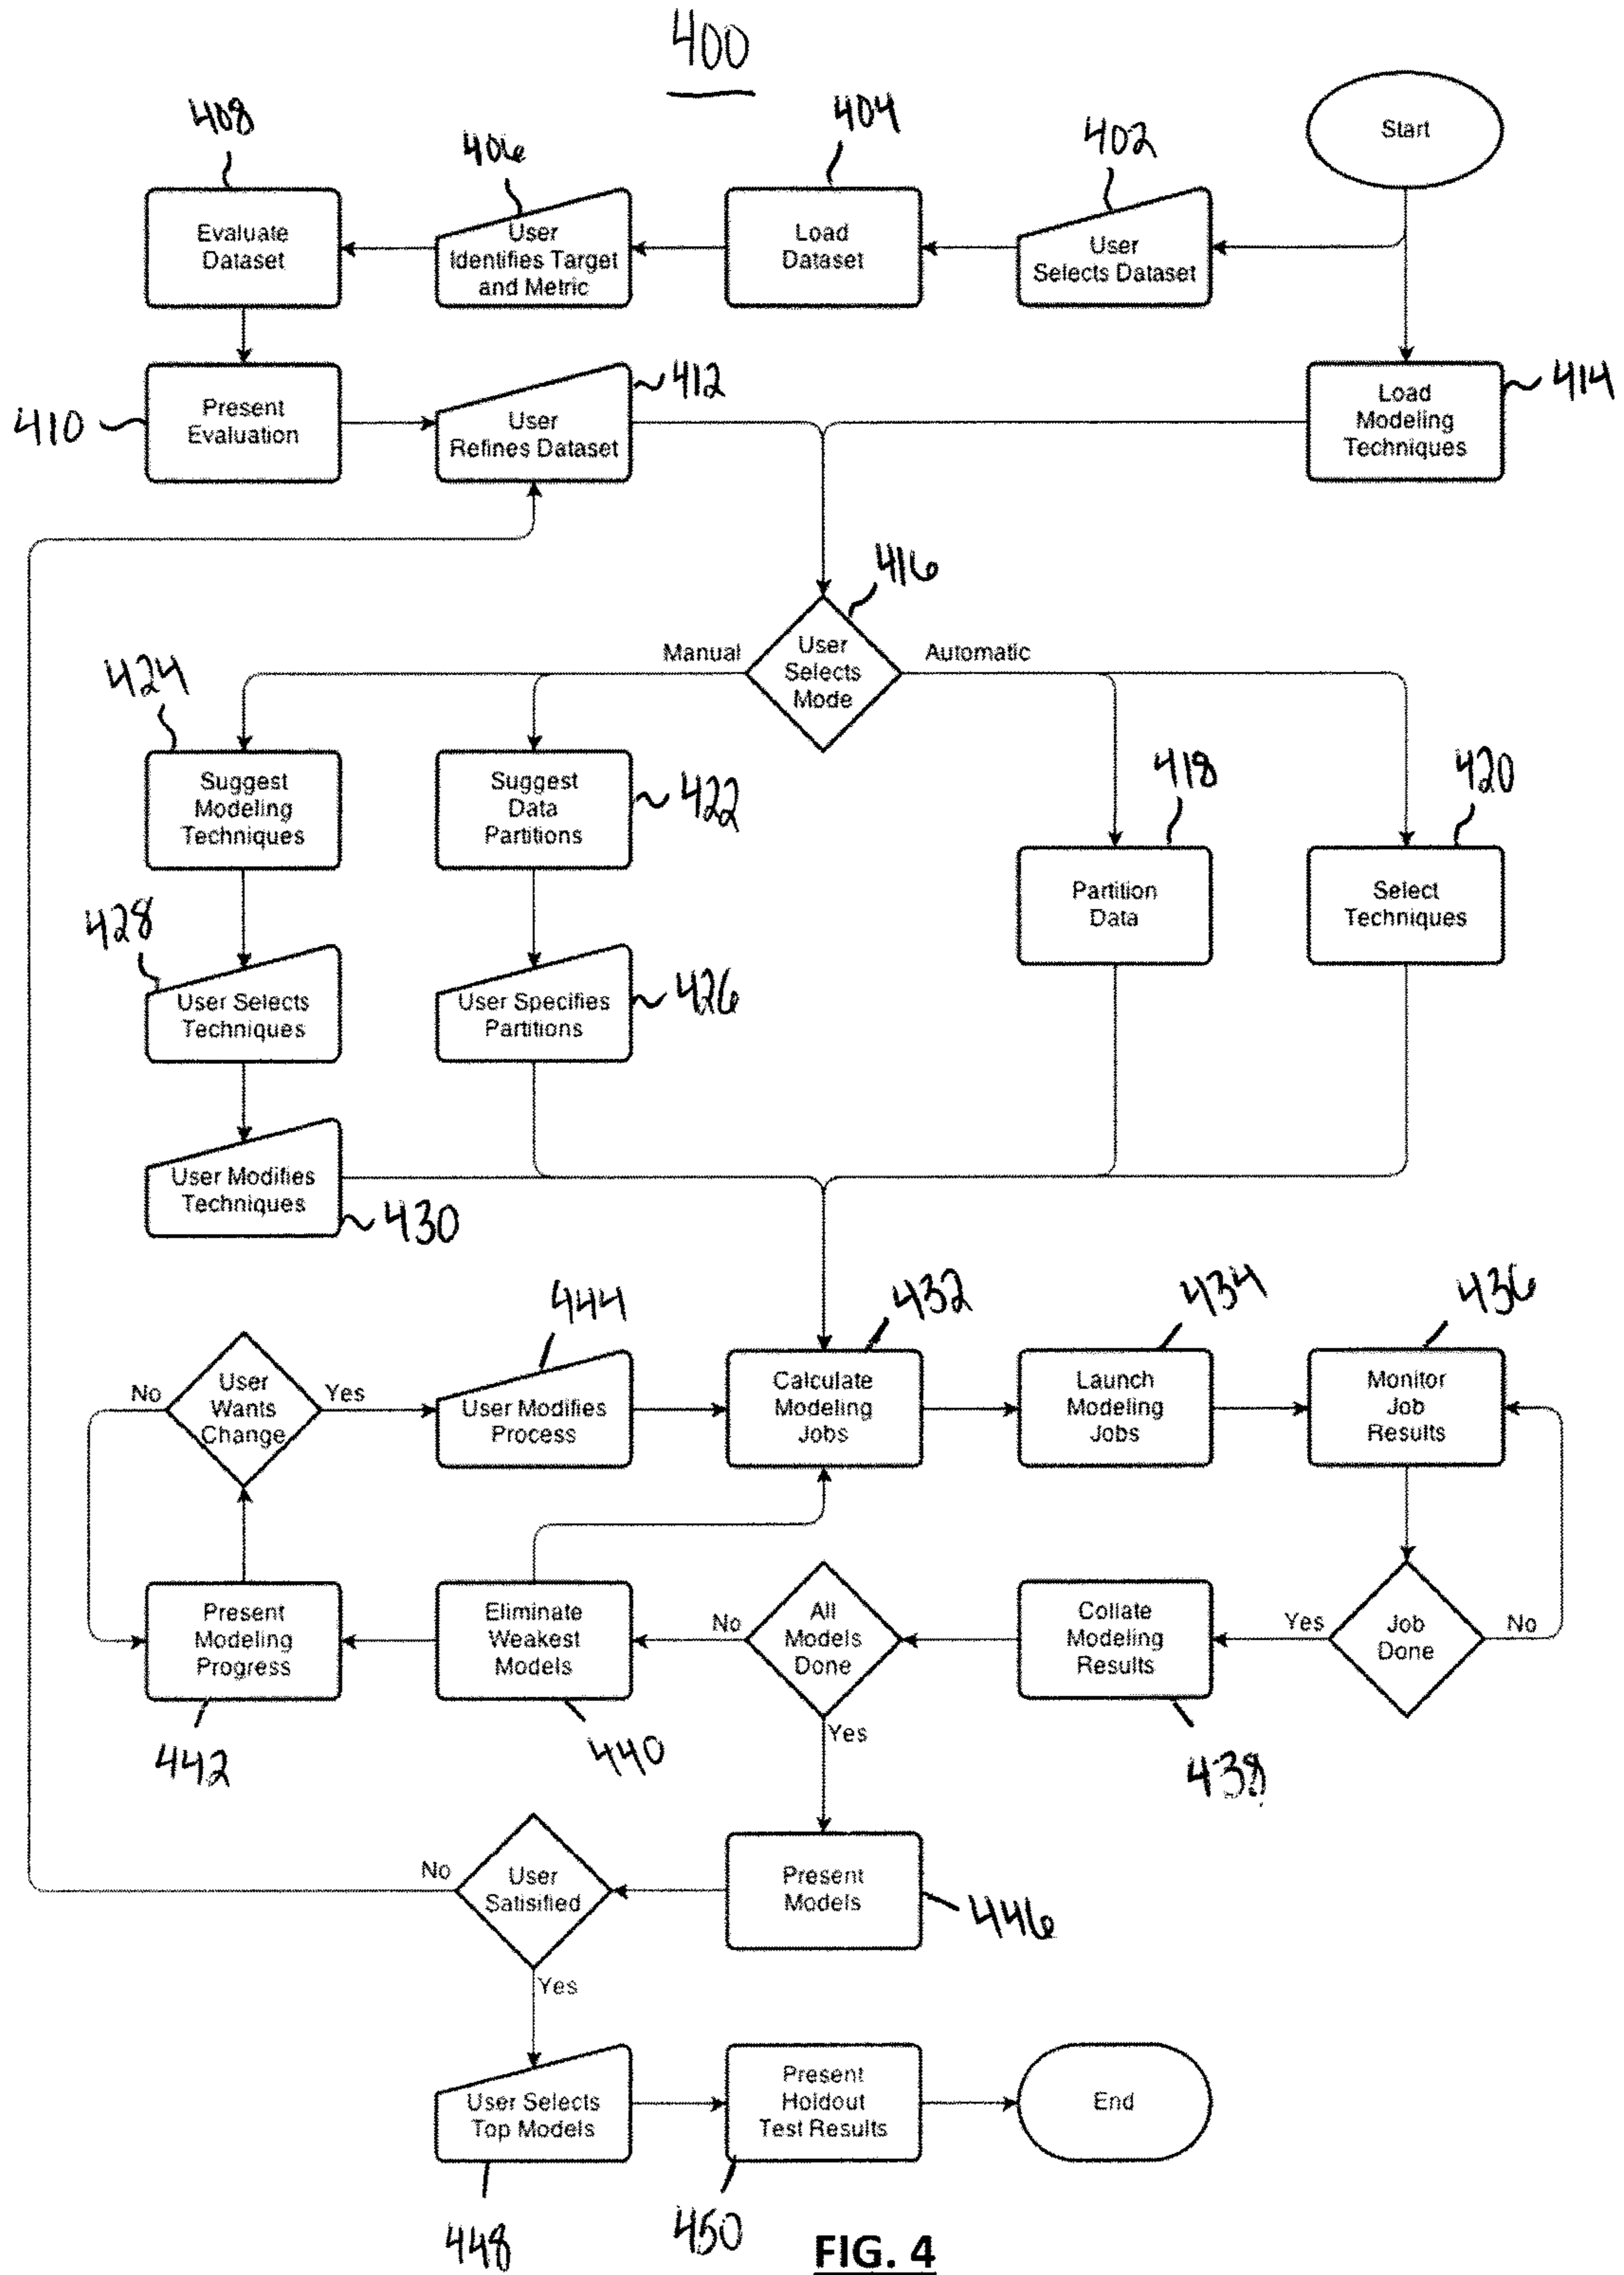 400
408
406
404
402
Start
Evaluate
Dataset
User
Identifies Target
and Metric
Load
Dataset
User
Selects Dataset
410
Present
Evaluation
User
Refines Dataset
412
Load
Modeling
Techniques
414
416
User
Selects
Mode
Manual
Automatic
424
Suggest
Modeling
Techniques
Suggest
Data
Partitions
422
418
420
Partition
Data
Select
Techniques
428
User Selects
Techniques
User Specifies
Partitions
426
User Modifies
Techniques
430
444
432
434
436
No
User
Wants
Change
Yes
User Modifies
Process
Calculate
Modeling
Jobs
Launch
Modeling
Jobs
Monitor
Job
Results
Present
Modeling
Progress
Eliminate
Weakest
Models
No
All
Models
Done
Yes
Collate
Modeling
Results
Yes
Job
Done
No
442
440
438
No
User
Satisified
Yes
Present
Models
446
User Selects
Top Models
Present
Holdout
Test Results
End
448
450
FIG. 4